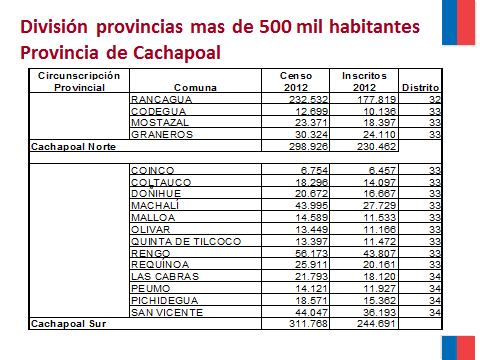 División provincias mas de 500 mil habitantes
Provincia de Cachapoal
Circunscripción Provincial Comuna Censo 2012 Inscritos 2012 Distrito
RANCAGUA 232.532 177.819 32
CODEGUA 12.699 10.136 33
MOSTAZAL 23.371 18.397 33
GRANEROS 30.324 24.110 33
Cachapoal Norte 298.926 230.462
COINCO 6.754 6.457 33
COLTAUCO 18.296 14.097 33
DOÑIHUE 20.672 16.667 33
MACHALÍ 43.995 27.729 33
MALLOA 14.589 11.533 33
OLIVAR 13.449 11.166 33
QUINTA DE TILCOCO 13.397 11.472 33
RENGO 56.173 43.807 33
REQUÍNOA 25.911 20.161 33
LAS CABRAS 21.793 18.120 34
PEUMO 14.121 11.927 34
PICHIDEGUA 18.571 15.362 34
SAN VICENTE 44.047 36.193 34
Cachapoal Sur 311.768 244.691